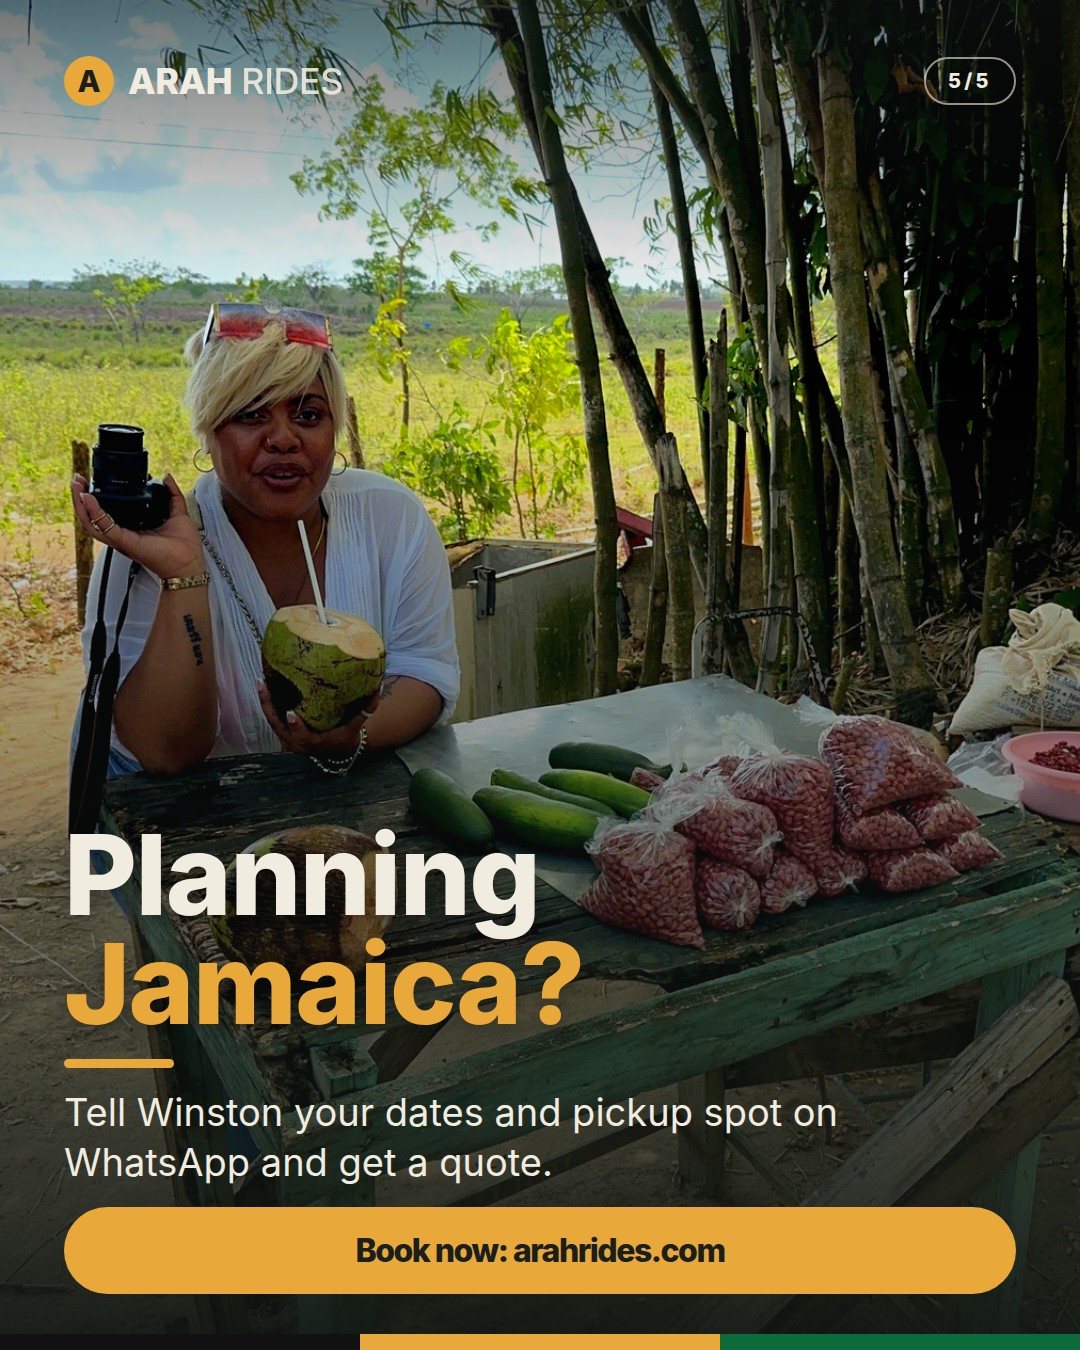 A ARAH RIDES
5/5
Planning
Jamaica?
Tell Winston your dates and pickup spot on
WhatsApp and get a quote.
Book now: arahrides.com